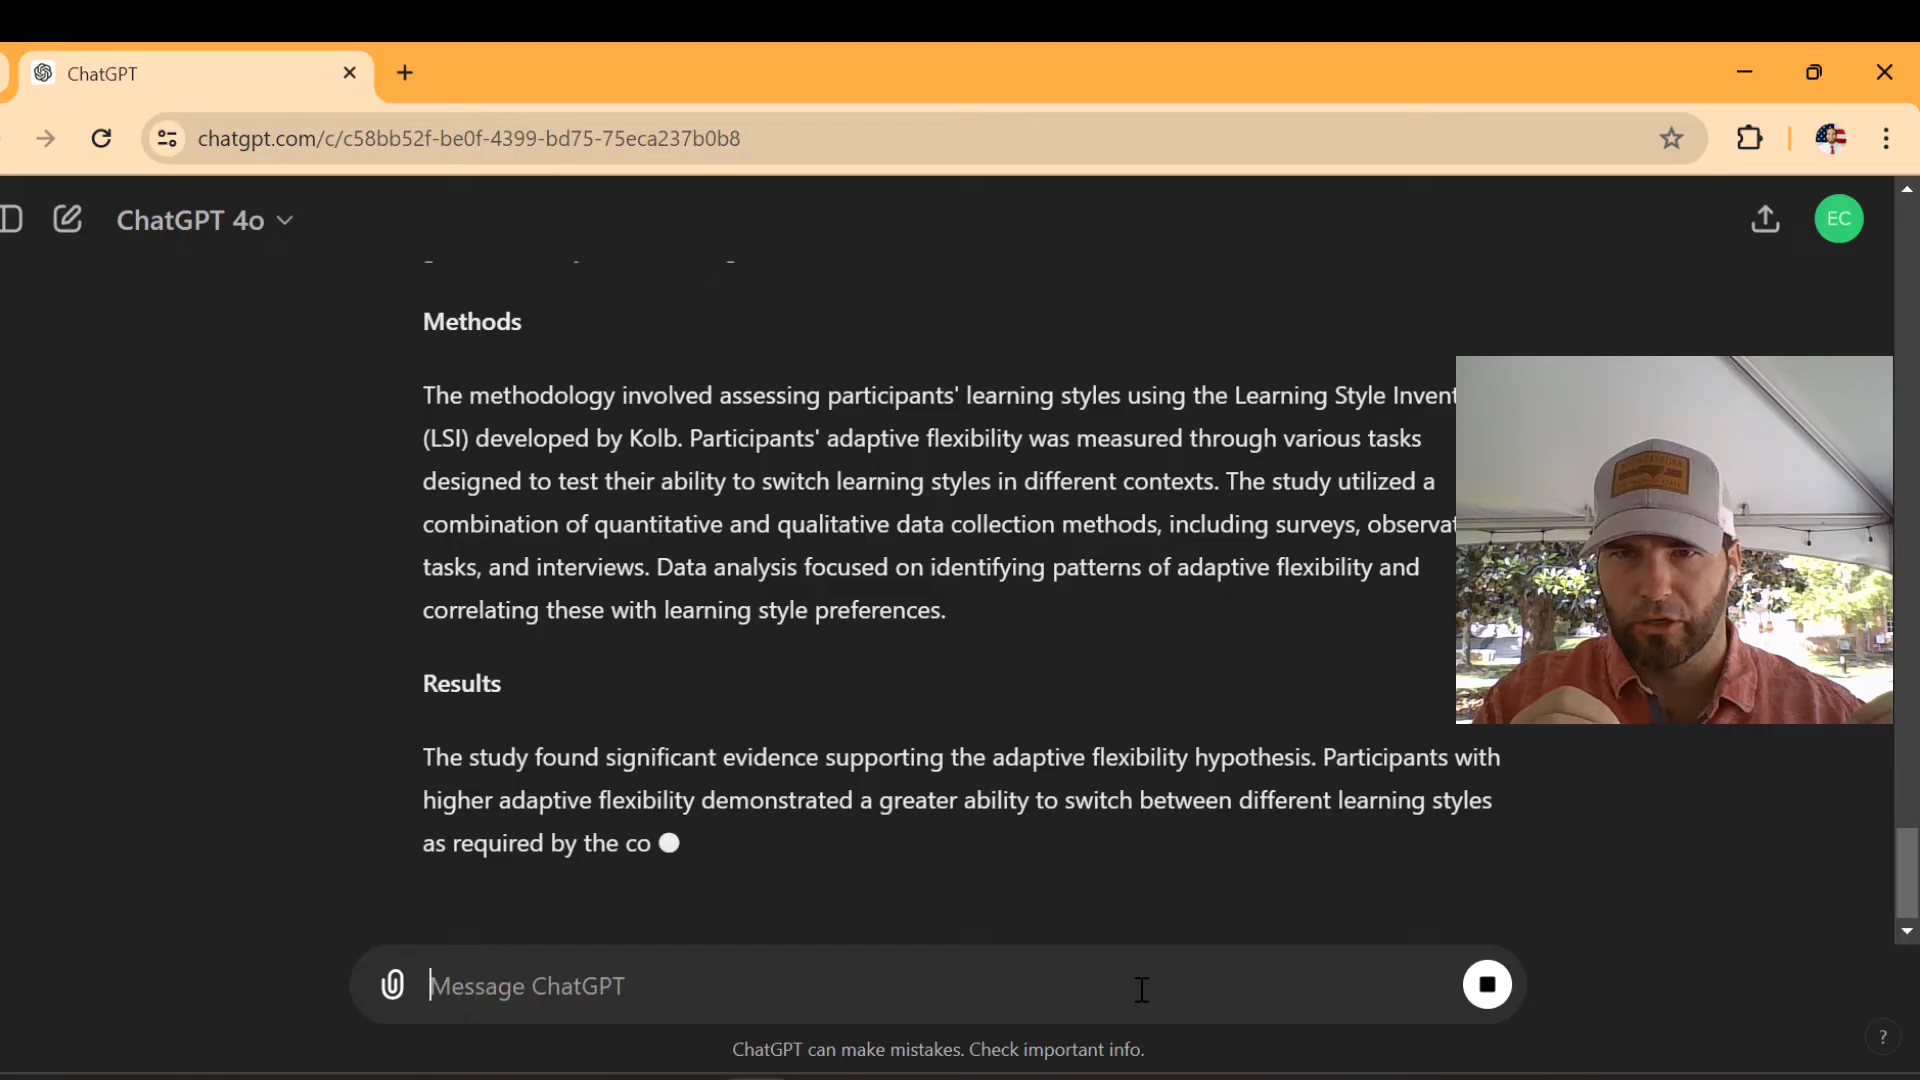 ChatGPT
chatgpt.com/c/c58bb52f-be0f-4399-bd75-75eca237b0b8
ChatGPT 4o
EC
Methods
The methodology involved assessing participants' learning styles using the Learning Style Invent
(LSI) developed by Kolb. Participants' adaptive flexibility was measured through various tasks
designed to test their ability to switch learning styles in different contexts. The study utilized a
combination of quantitative and qualitative data collection methods, including surveys, observat
tasks, and interviews. Data analysis focused on identifying patterns of adaptive flexibility and
correlating these with learning style preferences.
Results
The study found significant evidence supporting the adaptive flexibility hypothesis. Participants with
higher adaptive flexibility demonstrated a greater ability to switch between different learning styles
as required by the co
Message ChatGPT
ChatGPT can make mistakes. Check important info.
?